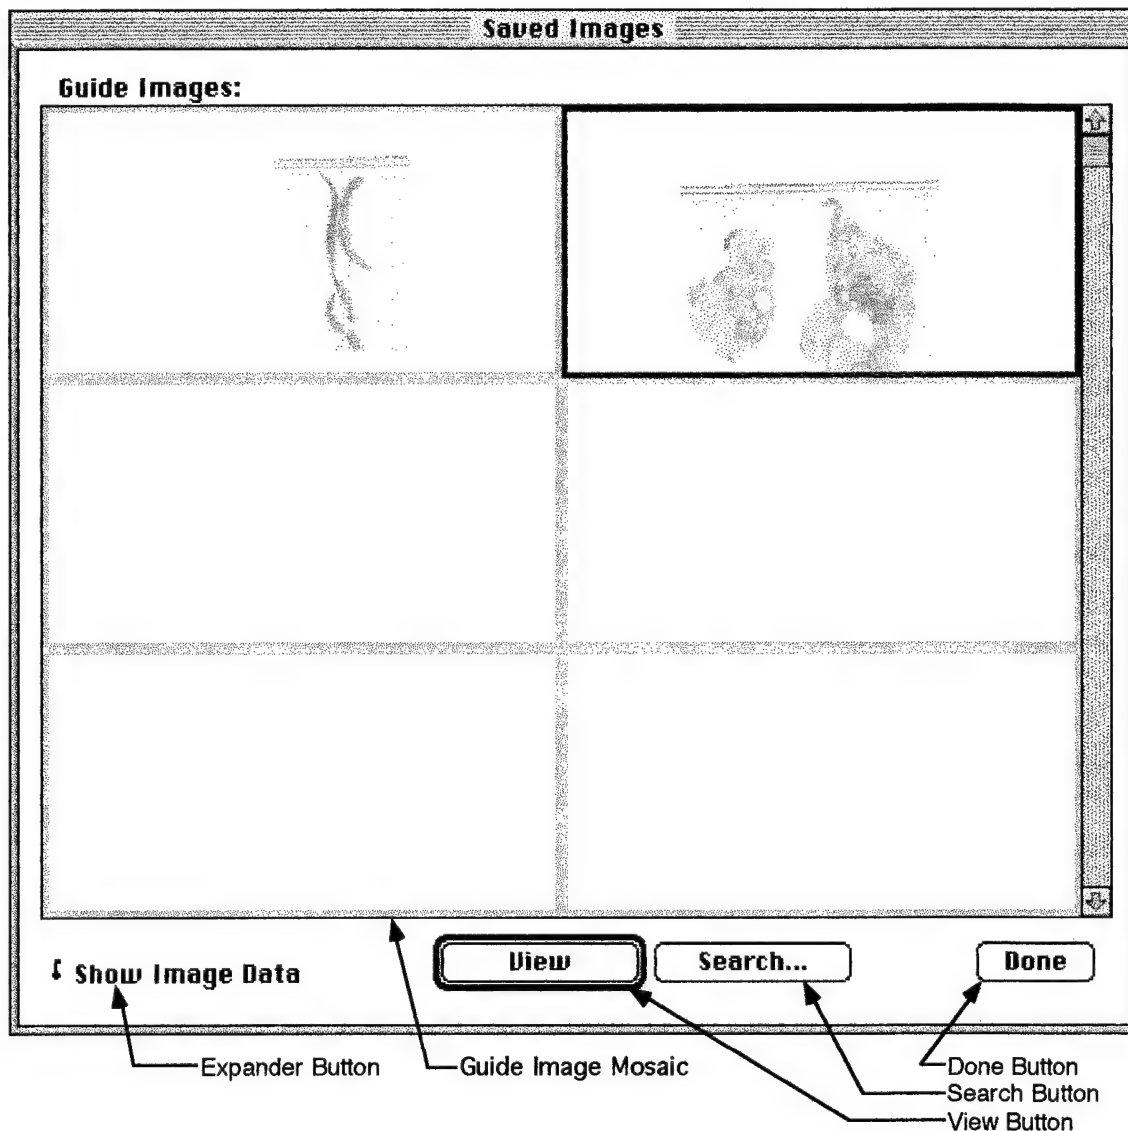 Saved Images
Guide Images:
Show Image Data
View
Search...
Done
Expander Button
Guide Image Mosaic
Done Button
Search Button
View Button